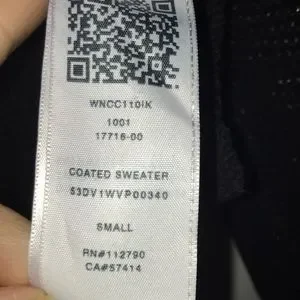 WNCC110IK
1001
17716-00
COATED SWEATER
53DV1WVP00340
SMALL
RN#112790
CA#57414